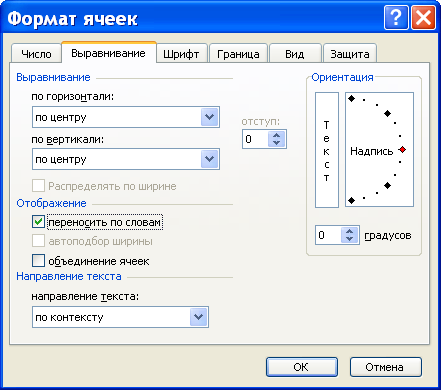 Формат ячеек
Число Выравнивание Шрифт Граница Вид Защита
Выравнивание
по горизонтали:
по центру
отступ:
по вертикали:
0
по центру
Распределять по ширине
Отображение
переносить по словам
автоподбор ширины
объединение ячеек
Направление текста
направление текста:
по контексту
Ориентация
Текст
Надпись
0 градусов
ОК Отмена